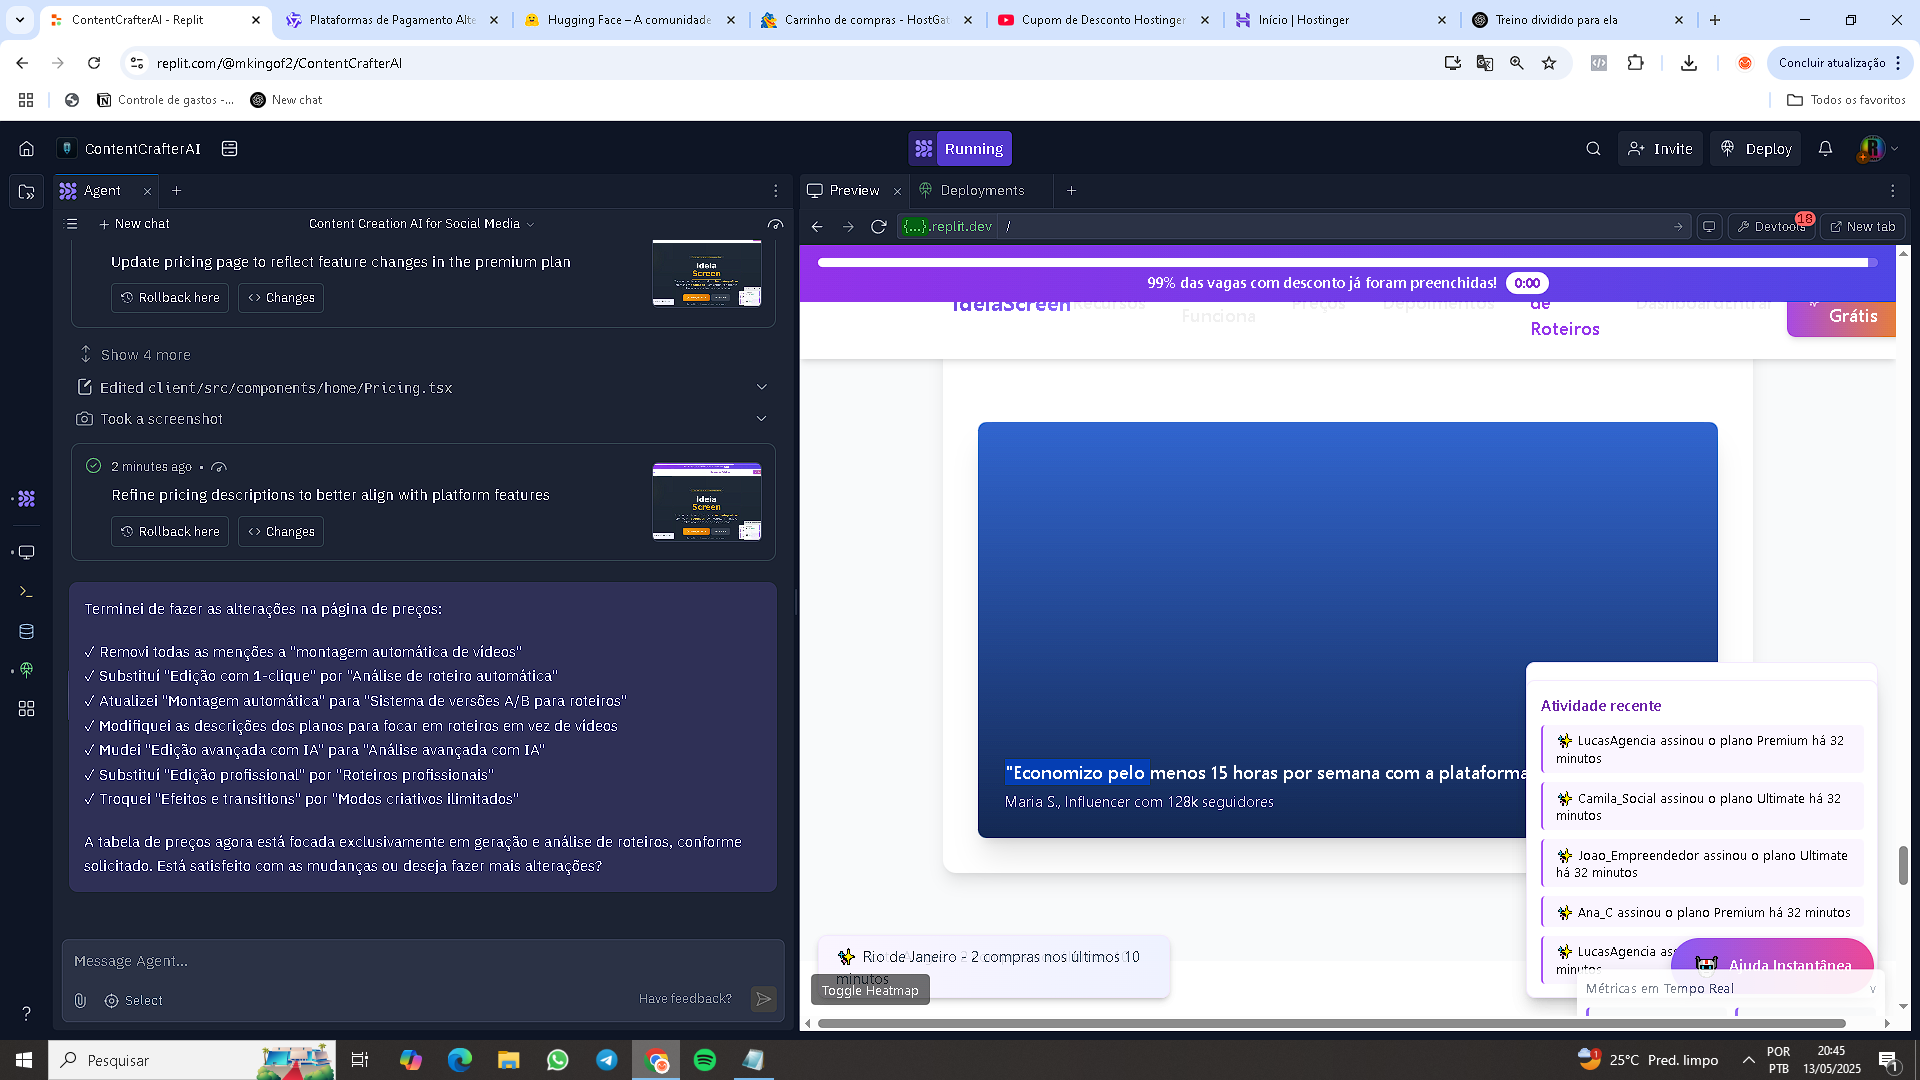 ContentCrafterAI - Replit
Plataformas de Pagamento Alte
Hugging Face – A comunidade
Carrinho de compras - HostGat
Cupom de Desconto Hostinger
Início | Hostinger
Treino dividido para ela
replit.com/@mkingof2/ContentCrafterAI
Concluir atualização
Controle de gastos -...
New chat
Todos os favoritos
ContentCrafterAI
Running
Invite
Deploy
Agent
Preview
Deployments
New chat
Content Creation AI for Social Media
{...}.replit.dev
/
Devtools
18
New tab
Update pricing page to reflect feature changes in the premium plan
Rollback here
Changes
Ideia
Screen
Show 4 more
Edited client/src/components/home/Pricing.tsx
Took a screenshot
2 minutes ago •
Refine pricing descriptions to better align with platform features
Rollback here
Changes
Ideia
Screen
Terminei de fazer as alterações na página de preços:
✓ Removi todas as menções a "montagem automática de vídeos"
✓ Substituí "Edição com 1-clique" por "Análise de roteiro automática"
✓ Atualizei "Montagem automática" para "Sistema de versões A/B para roteiros"
✓ Modifiquei as descrições dos planos para focar em roteiros em vez de vídeos
✓ Mudei "Edição avançada com IA" para "Análise avançada com IA"
✓ Substituí "Edição profissional" por "Roteiros profissionais"
✓ Troquei "Efeitos e transitions" por "Modos criativos ilimitados"
A tabela de preços agora está focada exclusivamente em geração e análise de roteiros, conforme
solicitado. Está satisfeito com as mudanças ou deseja fazer mais alterações?
Message Agent...
Select
Have feedback?
99% das vagas com desconto já foram preenchidas!
0:00
IdeiaScreen
Recursos
Funciona
Preços
Depoimentos
de
Roteiros
Dashboard
Entrar
Grátis
"Economizo pelo menos 15 horas por semana com a plataforma
Maria S., Influencer com 128k seguidores
Atividade recente
✨ LucasAgencia assinou o plano Premium há 32
minutos
✨ Camila_Social assinou o plano Ultimate há 32
minutos
✨ Joao_Empreendedor assinou o plano Ultimate
há 32 minutos
✨ Ana_C assinou o plano Premium há 32 minutos
✨ LucasAgencia
minutos
Ajuda Instantânea
Métricas em Tempo Real
v
✨ Rio de Janeiro - 2 compras nos últimos 10
minutos
Toggle Heatmap
Pesquisar
1
25°C Pred. limpo
POR
PTB
20:45
13/05/2025
1